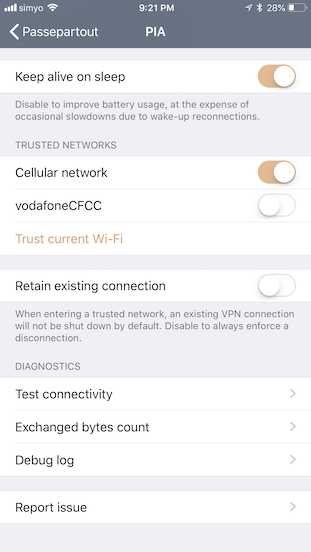 simyo 9:21 PM 28%
Passepartout PIA
Keep alive on sleep
Disable to improve battery usage, at the expense of
occasional slowdowns due to wake-up reconnections.
TRUSTED NETWORKS
Cellular network
vodafoneCFCC
Trust current Wi-Fi
Retain existing connection
When entering a trusted network, an existing VPN connection
will not be shut down by default. Disable to always enforce a
disconnection.
DIAGNOSTICS
Test connectivity
Exchanged bytes count
Debug log
Report issue